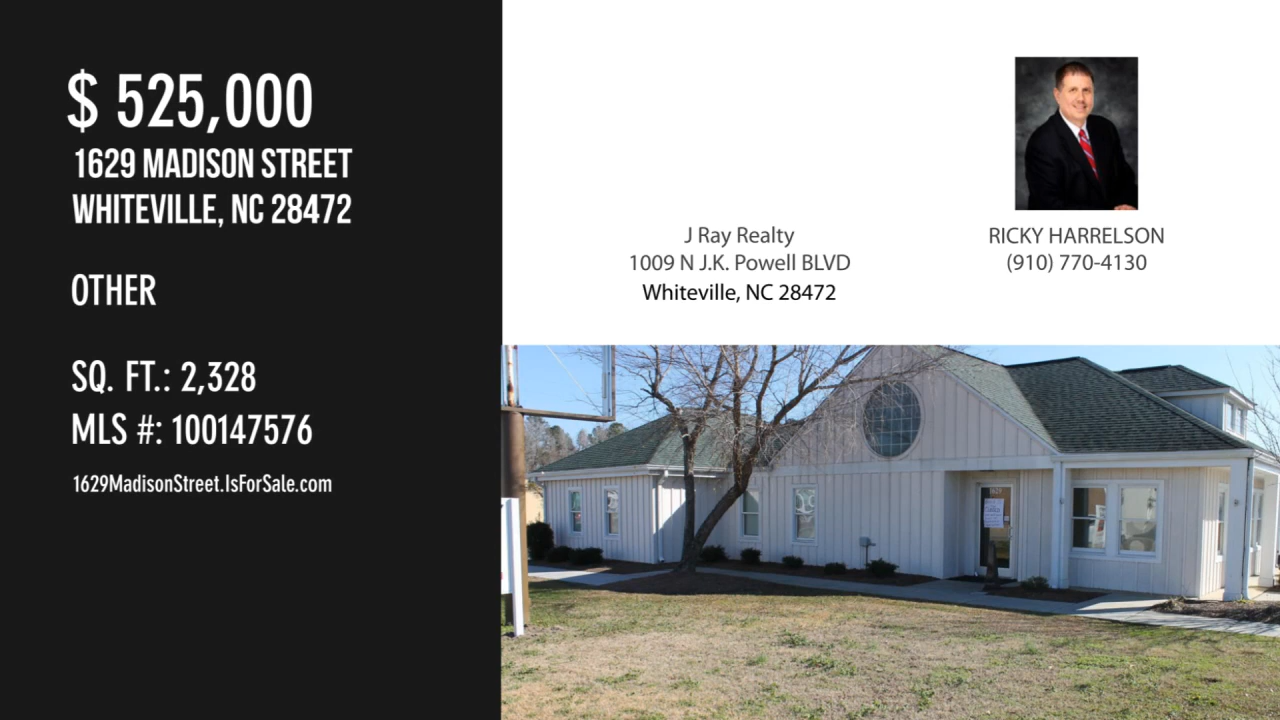 $ 525,000
1629 MADISON STREET
WHITEVILLE, NC 28472
OTHER
SQ. FT.: 2,328
MLS #: 100147576
1629MadisonStreet.IsForSale.com
J Ray Realty
1009 N J.K. Powell BLVD
Whiteville, NC 28472
RICKY HARRELSON
(910) 770-4130